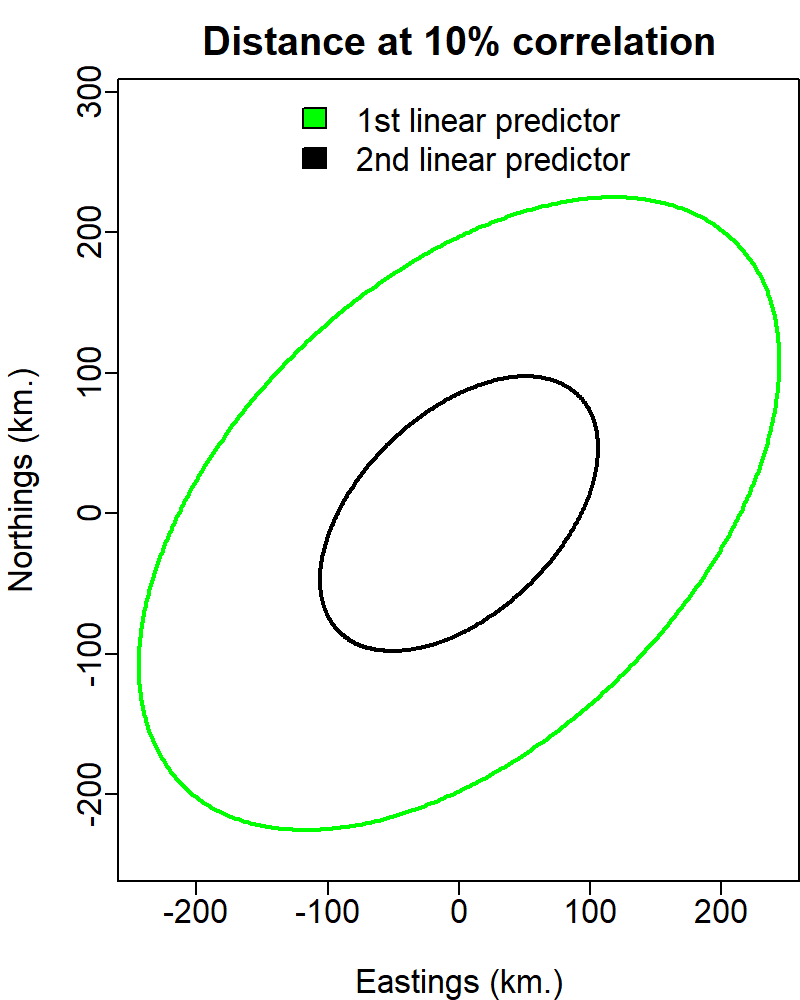 Distance at 10% correlation
1st linear predictor
2nd linear predictor
300
200
100
0
-100
-200
Northings (km.)
-200 -100 0 100 200
Eastings (km.)